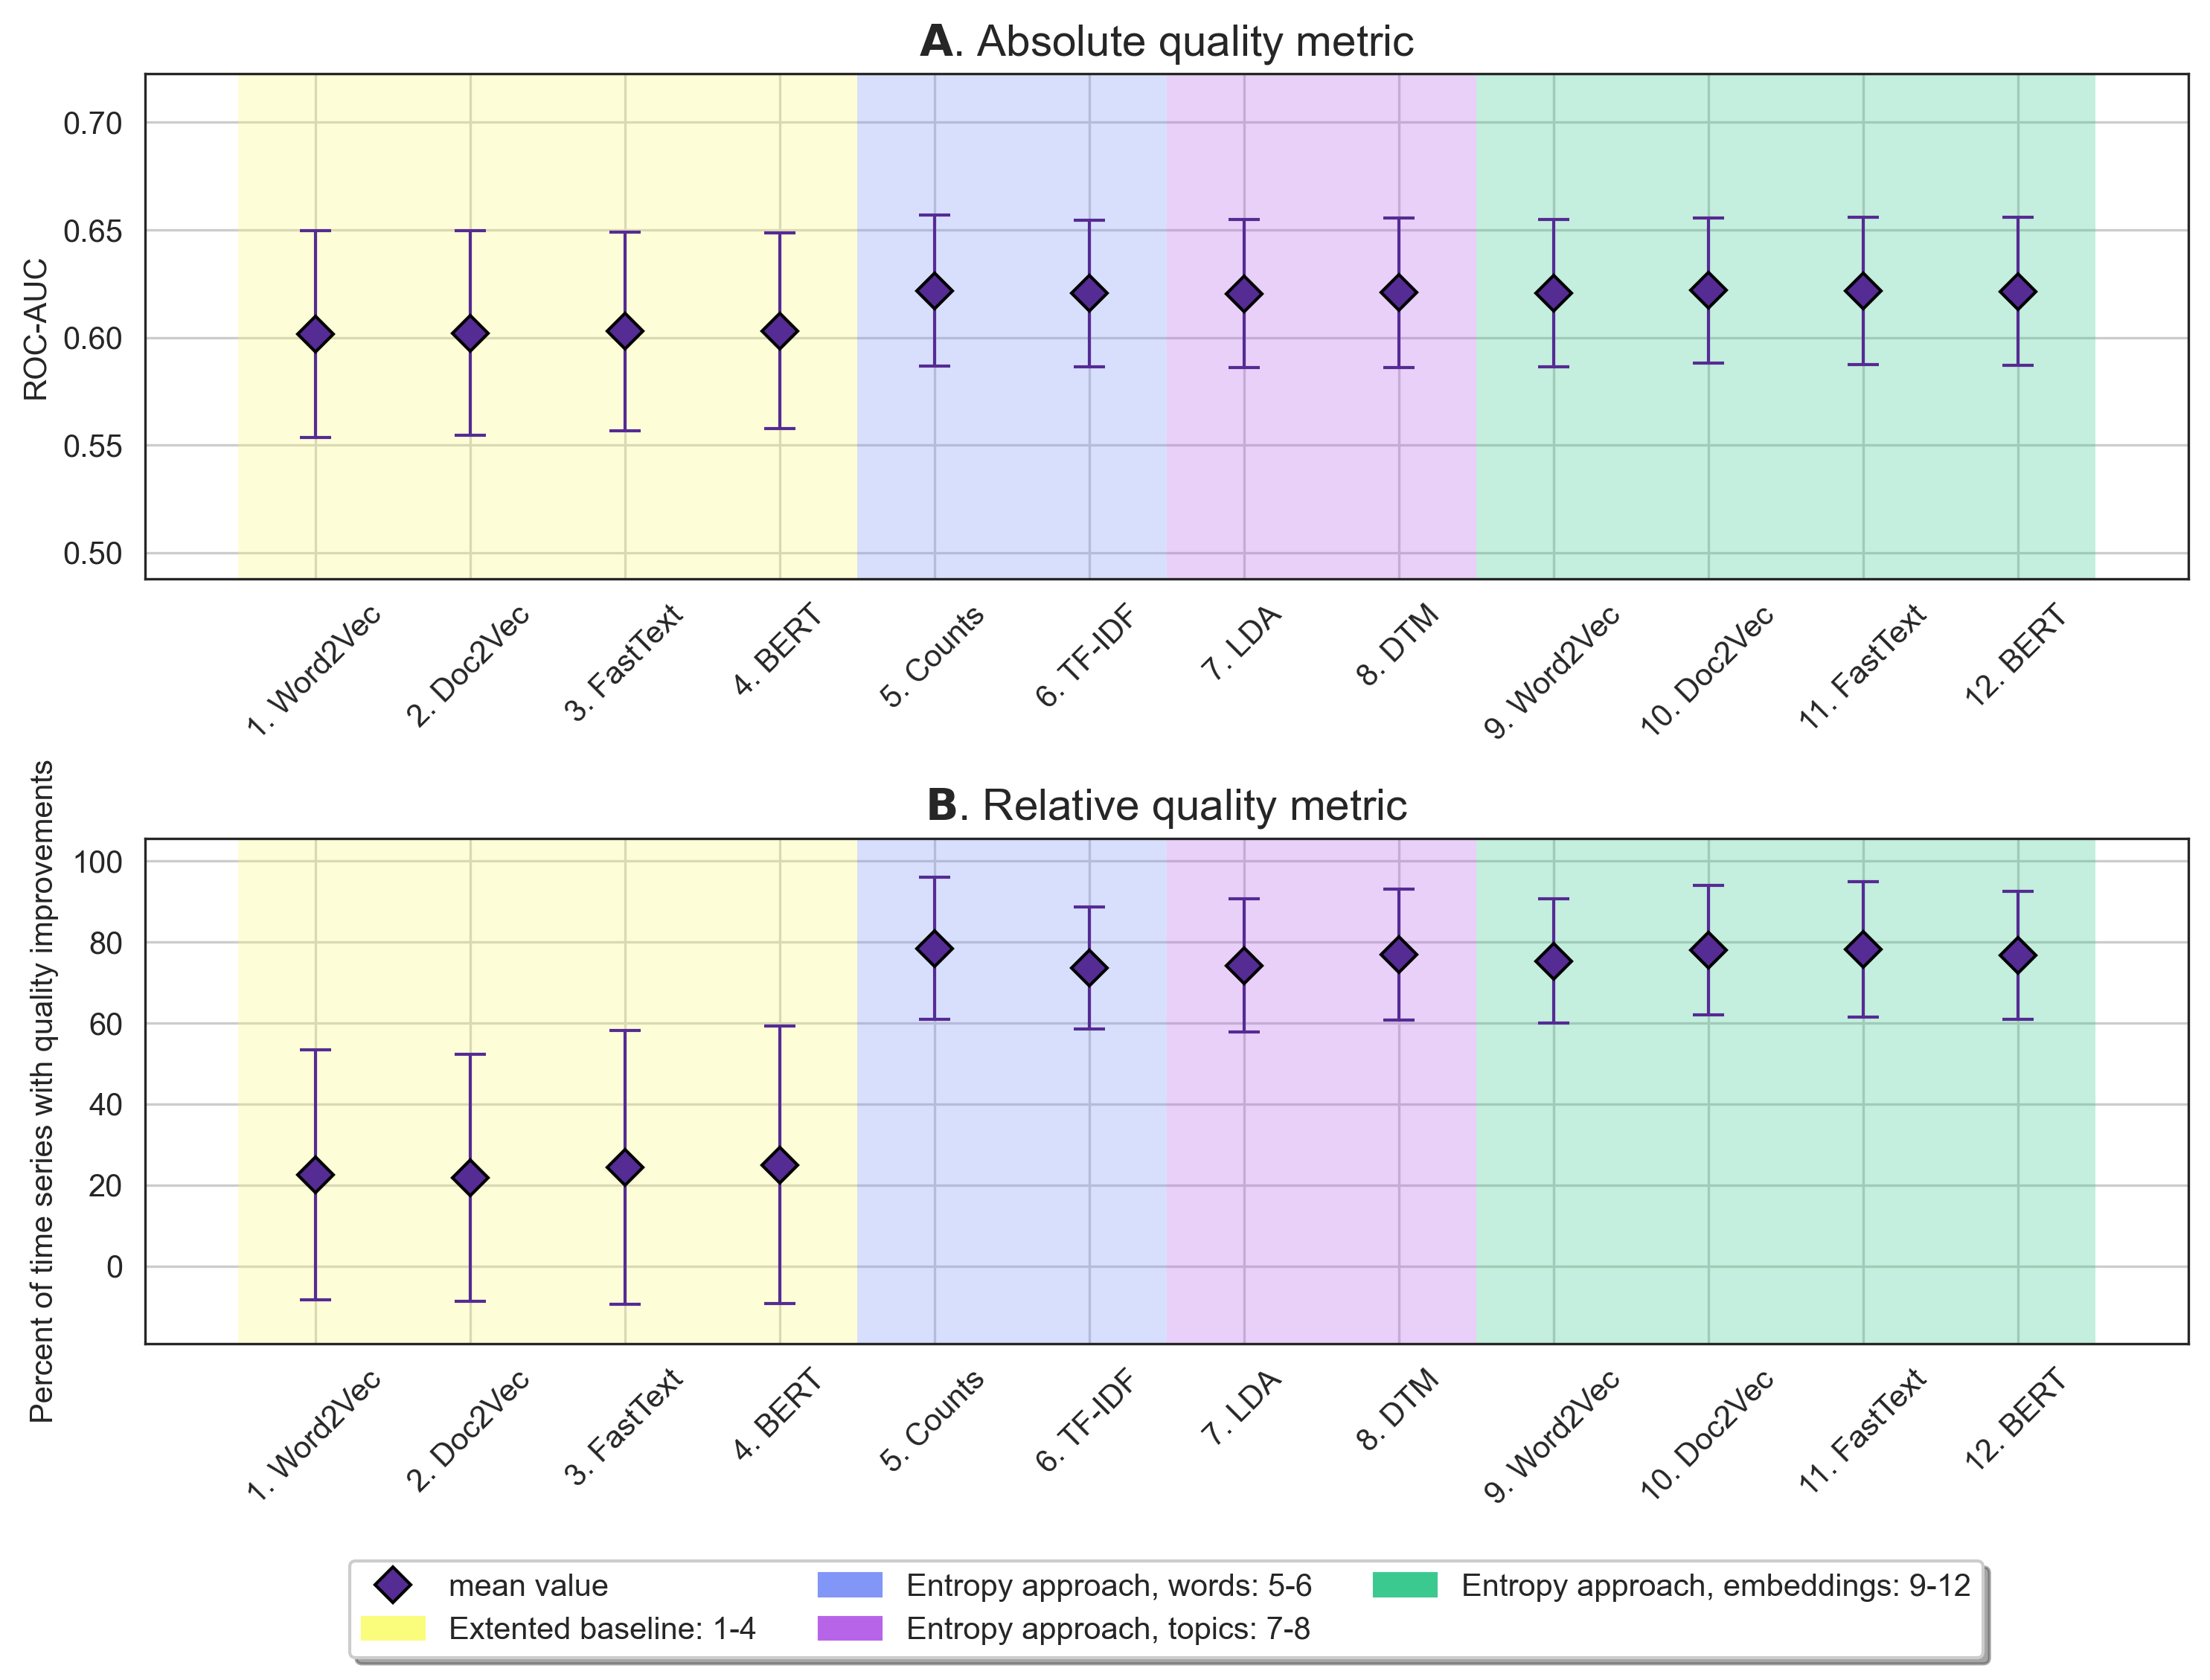 A. Absolute quality metric
ROC-AUC
0.70
0.65
0.60
0.55
0.50
1. Word2Vec
2. Doc2Vec
3. FastText
4. BERT
5. Counts
6. TF-IDF
7. LDA
8. DTM
9. Word2Vec
10. Doc2Vec
11. FastText
12. BERT
B. Relative quality metric
Percent of time series with quality improvements
100
80
60
40
20
0
1. Word2Vec
2. Doc2Vec
3. FastText
4. BERT
5. Counts
6. TF-IDF
7. LDA
8. DTM
9. Word2Vec
10. Doc2Vec
11. FastText
12. BERT
mean value
Extented baseline: 1-4
Entropy approach, words: 5-6
Entropy approach, topics: 7-8
Entropy approach, embeddings: 9-12